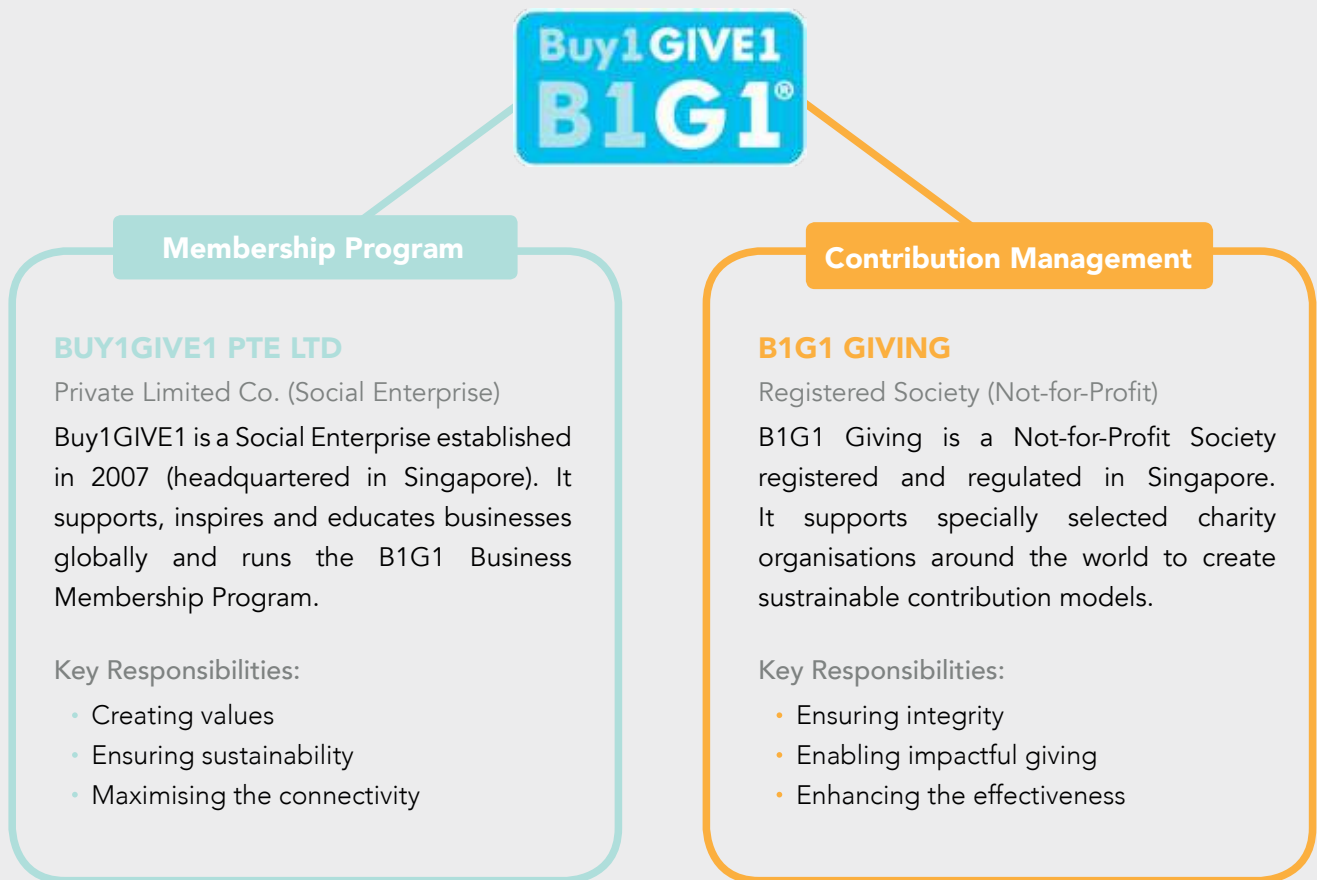 Buy1GIVE1
B1G1®
Membership Program
BUY1GIVE1 PTE LTD
Private Limited Co. (Social Enterprise)
Buy1GIVE1 is a Social Enterprise established
in 2007 (headquartered in Singapore). It
supports, inspires and educates businesses
globally and runs the B1G1 Business
Membership Program.
Key Responsibilities:
• Creating values
• Ensuring sustainability
• Maximising the connectivity
Contribution Management
B1G1 GIVING
Registered Society (Not-for-Profit)
B1G1 Giving is a Not-for-Profit Society
registered and regulated in Singapore.
It supports specially selected charity
organisations around the world to create
sustrainable contribution models.
Key Responsibilities:
• Ensuring integrity
• Enabling impactful giving
• Enhancing the effectiveness